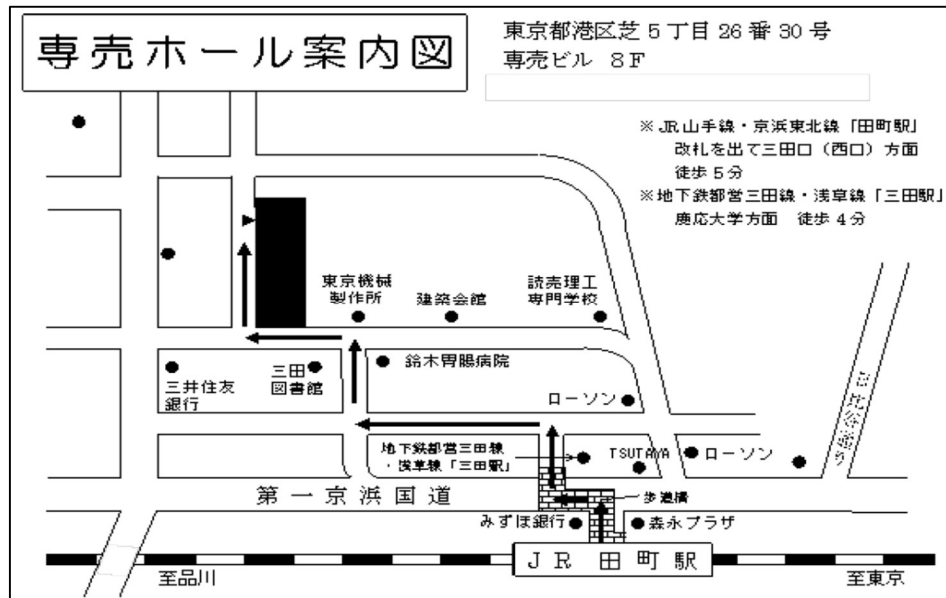 専売ホール案内図
東京都港区芝5丁目26番30号
専売ビル 8F
※JR山手線・京浜東北線「田町駅」
改札を出て三田口(西口)方面
徒歩5分
※地下鉄都営三田線・浅草線「三田駅」
慶応大学方面 徒歩4分
東京機械
製作所
建築会館
読売理工
専門学校
三井住友
銀行
三田
図書館
鈴木胃腸病院
ローソン
地下鉄都営三田線
・浅草線「三田駅」
TSUTAYA
ローソン
第一京浜国道
歩道橋
みずほ銀行
森永プラザ
JR 田町駅
至品川
至東京